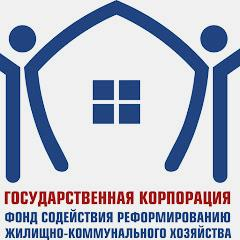 ГОСУДАРСТВЕННАЯ КОРПОРАЦИЯ
ФОНД СОДЕЙСТВИЯ РЕФОРМИРОВАНИЮ
ЖИЛИЩНО-КОММУНАЛЬНОГО ХОЗЯЙСТВА